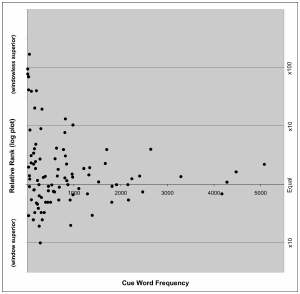 (windowless superior)
Relative Rank (log plot)
(window superior)
x100
x10
Equal
x10
0
1000
2000
3000
4000
5000
Cue Word Frequency